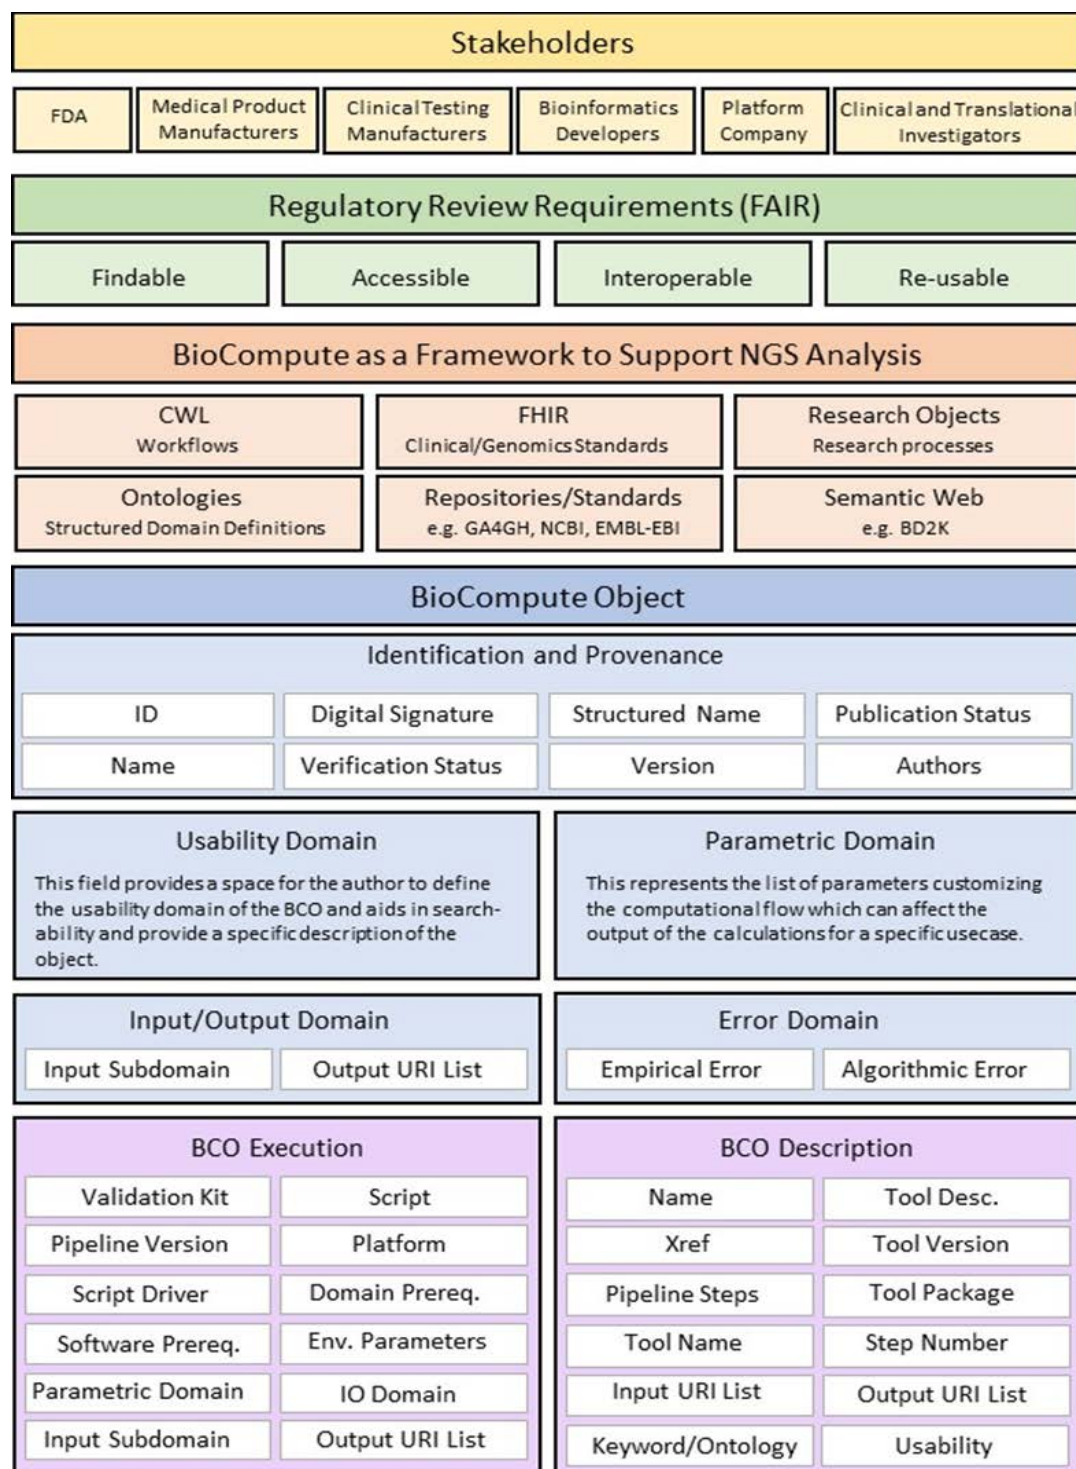 Stakeholders
FDA
Medical Product
Manufacturers
Clinical Testing
Manufacturers
Bioinformatics
Developers
Platform
Company
Clinical and Translational
Investigators
Regulatory Review Requirements (FAIR)
Findable
Accessible
Interoperable
Re-usable
BioCompute as a Framework to Support NGS Analysis
CWL
Workflows
FHIR
Clinical/Genomics Standards
Research Objects
Research processes
Ontologies
Structured Domain Definitions
Repositories/Standards
e.g. GA4GH, NCBI, EMBL-EBI
Semantic Web
e.g. BD2K
BioCompute Object
Identification and Provenance
ID
Digital Signature
Structured Name
Publication Status
Name
Verification Status
Version
Authors
Usability Domain
This field provides a space for the author to define
the usability domain of the BCO and aids in search-
ability and provide a specific description of the
object.
Parametric Domain
This represents the list of parameters customizing
the computational flow which can affect the
output of the calculations for a specific usecase.
Input/Output Domain
Input Subdomain
Output URI List
Error Domain
Empirical Error
Algorithmic Error
BCO Execution
Validation Kit
Script
Pipeline Version
Platform
Script Driver
Domain Prereq.
Software Prereq.
Env. Parameters
Parametric Domain
IO Domain
Input Subdomain
Output URI List
BCO Description
Name
Tool Desc.
Xref
Tool Version
Pipeline Steps
Tool Package
Tool Name
Step Number
Input URI List
Output URI List
Keyword/Ontology
Usability